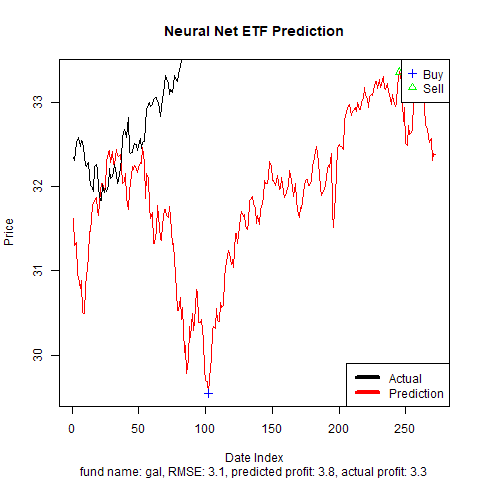 Neural Net ETF Prediction
Buy
Sell
33
32
31
30
Price
Actual
Prediction
0 50 100 150 200 250
Date Index
fund name: gal, RMSE: 3.1, predicted profit: 3.8, actual profit: 3.3